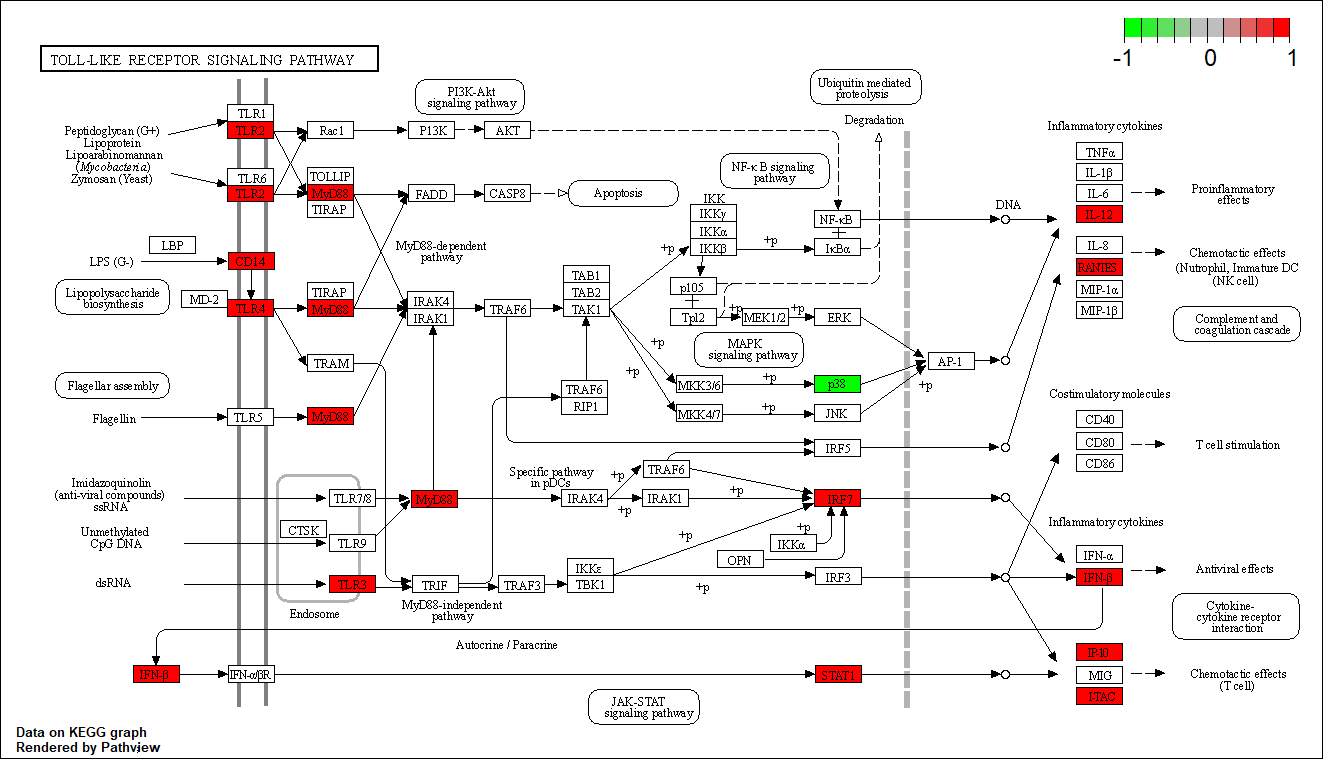 -1 0 1
TOLL-LIKE RECEPTOR SIGNALING PATHWAY
PI3K-Akt
signaling pathway
Ubiquitin mediated
proteolysis
Degradation
Inflammatory cytokines
TLR1
TLR2
Rac1
P13K
AKT
Peptidoglycan (G+)
Lipoprotein
Lipoarabinomannan
(Mycobacteria)
Zymosan (Yeast)
TLR6
TLR2
TOLLIP
MyD88
TIRAP
FADD
CASP8
Apoptosis
NF-κB signaling
pathway
IKK
IKKγ
IKKα
IKKβ
+p
+p
NF-κB
IκBα
DNA
TNFα
IL-1β
IL-6
IL-12
Proinflammatory
effects
LBP
LPS (G-)
CD14
MyD88-dependent
pathway
IL-8
RANTES
MIP-1α
MIP-1β
Chemotactic effects
(Nutrophil, Immature DC
(NK cell)
Lipopolysaccharide
biosynthesis
MD-2
TLR4
TIRAP
MyD88
IRAK4
IRAK1
TRAF6
TAB1
TAB2
TAK1
p105
Tpl2
+p
MEK1/2
+p
ERK
Complement and
coagulation cascade
MAPK
signaling pathway
+p
+p
AP-1
+p
TRAM
Flagellar assembly
TRAF6
RIP1
MKK3/6
+p
p38
MKK4/7
+p
JNK
Costimulatory molecules
CD40
CD80
CD86
T cell stimulation
Flagellin
TLR5
MyD88
IRF5
Imidazoquinolin
(anti-viral compounds)
ssRNA
TLR7/8
MyD88
Specific pathway
in pDCs
IRAK4
+p
+p
TRAF6
IRAK1
+p
IRF7
Unmethylated
CpG DNA
CTSK
TLR9
+p
IKKα
+p
OPN
Inflammatory cytokines
IFN-α
IFN-β
Antiviral effects
dsRNA
TLR3
TRIF
TRAF3
IKKε
TBK1
+p
IRF3
Endosome
MyD88-independent
pathway
Cytokine-
cytokine receptor
interaction
Autocrine / Paracrine
IFN-β
IFN-α/βR
STAT1
IP-10
MIG
I-TAC
Chemotactic effects
(T cell)
JAK-STAT
signaling pathway
Data on KEGG graph
Rendered by Pathview